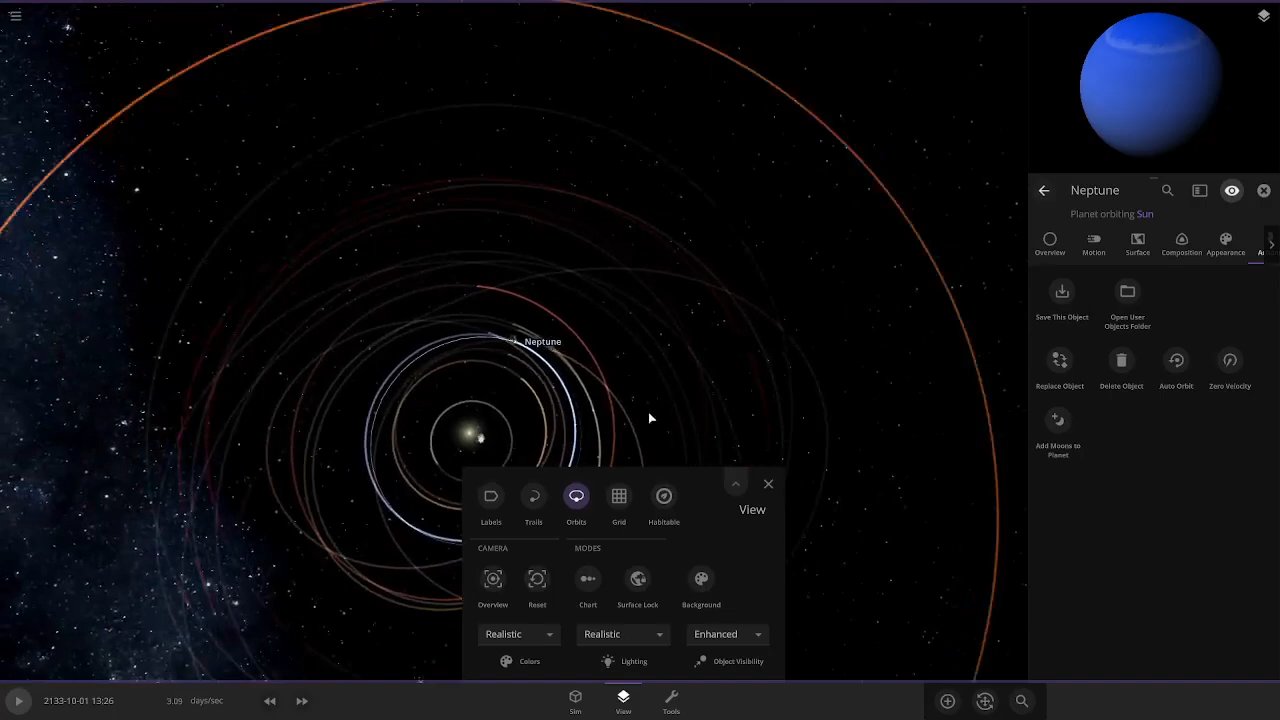 Neptune
Neptune
Planet orbiting Sun
Overview Motion Surface Composition Appearance
Save This Object
Open User
Objects Folder
Replace Object Delete Object Auto Orbit Zero Velocity
Add Moons to
Planet
View
Labels Trails Orbits Grid Habitable
CAMERA MODES
Overview Reset Chart Surface Lock Background
Realistic Realistic Enhanced
Colors Lighting Object Visibility
2133-10-01 13:26 3.09 days/sec
Sim View Tools